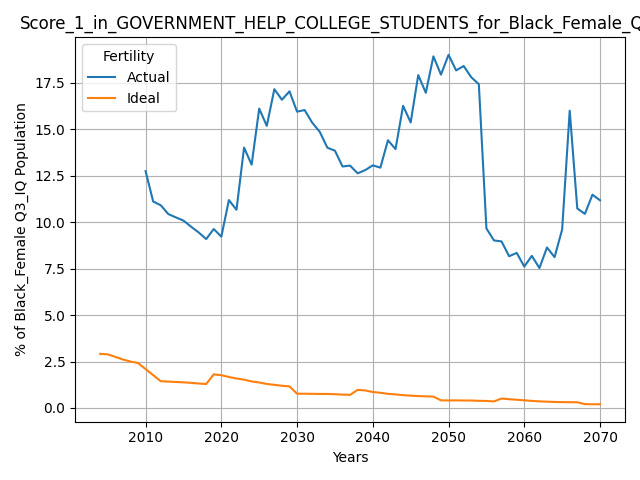 Score_1_in_GOVERNMENT_HELP_COLLEGE_STUDENTS_for_Black_Female_Q
Fertility
Actual
Ideal
% of Black_Female Q3_IQ Population
17.5
15.0
12.5
10.0
7.5
5.0
2.5
0.0
2010 2020 2030 2040 2050 2060 2070
Years